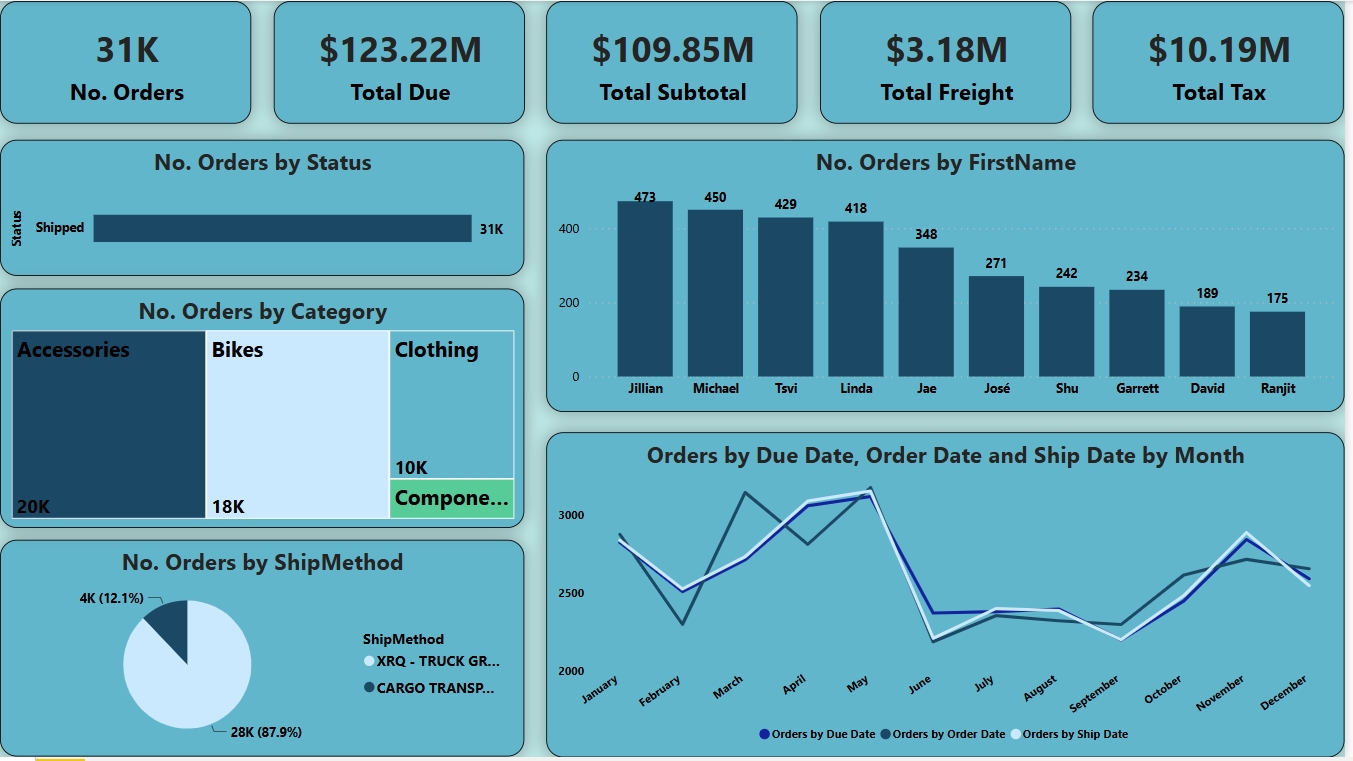 31K
No. Orders
$123.22M
Total Due
$109.85M
Total Subtotal
$3.18M
Total Freight
$10.19M
Total Tax
No. Orders by Status
Status
Shipped
31K
No. Orders by Category
Accessories
20K
Bikes
18K
Clothing
10K
Compone...
No. Orders by ShipMethod
4K (12.1%)
28K (87.9%)
ShipMethod
XRQ - TRUCK GR...
CARGO TRANSP...
No. Orders by FirstName
400
200
0
473 450 429 418 348 271 242 234 189 175
Jillian Michael Tsvi Linda Jae José Shu Garrett David Ranjit
Orders by Due Date, Order Date and Ship Date by Month
3000
2500
2000
January February March April May June July August September October November December
Orders by Due Date Orders by Order Date Orders by Ship Date